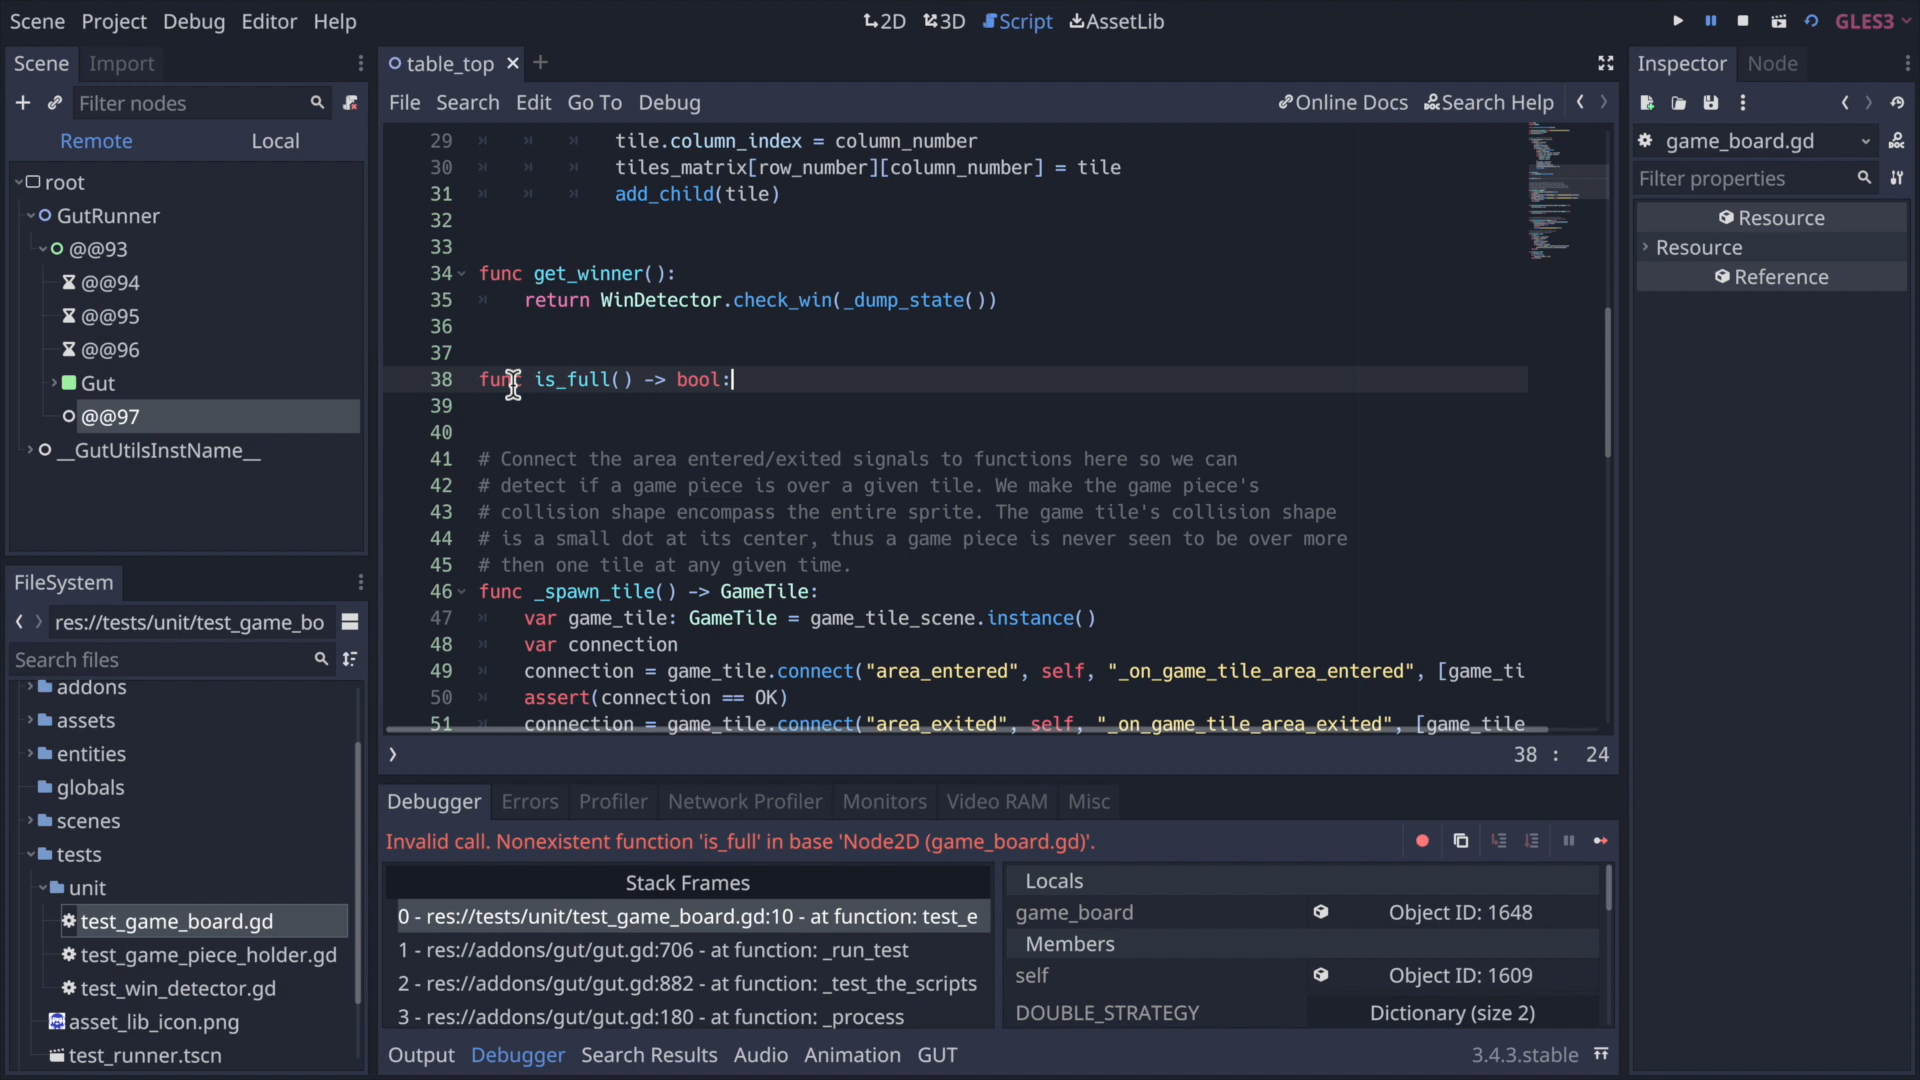 Scene Project Debug Editor Help
2D 3D Script AssetLib
GLES3
Scene Import
Filter nodes
Remote Local
root
GutRunner
@@93
@@94
@@95
@@96
Gut
@@97
__GutUtilsInstName__
FileSystem
res://tests/unit/test_game_bo
Search files
addons
assets
entities
globals
scenes
tests
unit
test_game_board.gd
test_game_piece_holder.gd
test_win_detector.gd
asset_lib_icon.png
test_runner.tscn
table_top
File Search Edit Go To Debug
Online Docs Search Help
29 tile.column_index = column_number
30 tiles_matrix[row_number][column_number] = tile
31 add_child(tile)
32
33
34 func get_winner():
35 return WinDetector.check_win(_dump_state())
36
37
38 func is_full() -> bool:
39
40
41 # Connect the area entered/exited signals to functions here so we can
42 # detect if a game piece is over a given tile. We make the game piece's
43 # collision shape encompass the entire sprite. The game tile's collision shape
44 # is a small dot at its center, thus a game piece is never seen to be over more
45 # then one tile at any given time.
46 func _spawn_tile() -> GameTile:
47 var game_tile: GameTile = game_tile_scene.instance()
48 var connection
49 connection = game_tile.connect("area_entered", self, "_on_game_tile_area_entered", [game_ti
50 assert(connection == OK)
51 connection = game_tile.connect("area_exited", self, "_on_game_tile_area_exited", [game_tile
38 : 24
Debugger Errors Profiler Network Profiler Monitors Video RAM Misc
Invalid call. Nonexistent function 'is_full' in base 'Node2D (game_board.gd)'.
Stack Frames
0 - res://tests/unit/test_game_board.gd:10 - at function: test_e
1 - res://addons/gut/gut.gd:706 - at function: _run_test
2 - res://addons/gut/gut.gd:882 - at function: _test_the_scripts
3 - res://addons/gut/gut.gd:180 - at function: _process
Locals
game_board Object ID: 1648
Members
self Object ID: 1609
DOUBLE_STRATEGY Dictionary (size 2)
Output Debugger Search Results Audio Animation GUT
3.4.3.stable
Inspector Node
game_board.gd
Filter properties
Resource
Resource
Reference